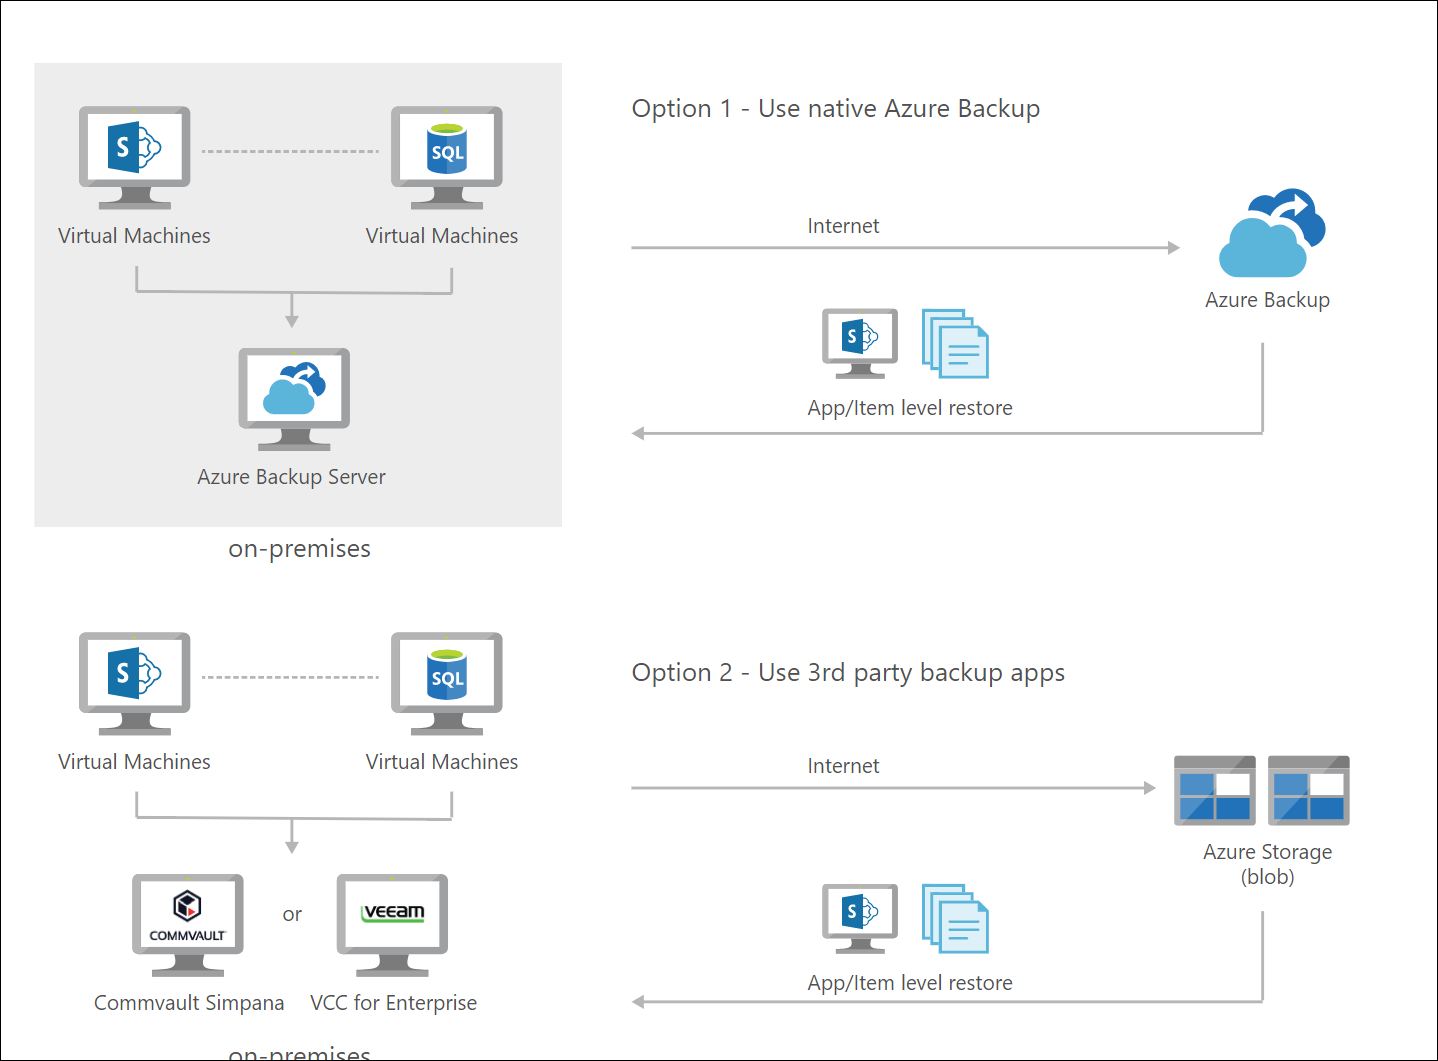 Option 1 - Use native Azure Backup
S
SQL
Virtual Machines
Virtual Machines
Internet
Azure Backup
S
App/Item level restore
Azure Backup Server
on-premises
Option 2 - Use 3rd party backup apps
S
SQL
Virtual Machines
Virtual Machines
Internet
Azure Storage
(blob)
COMMVAULT
or
veeam
S
App/Item level restore
Commvault Simpana
VCC for Enterprise
on-premises